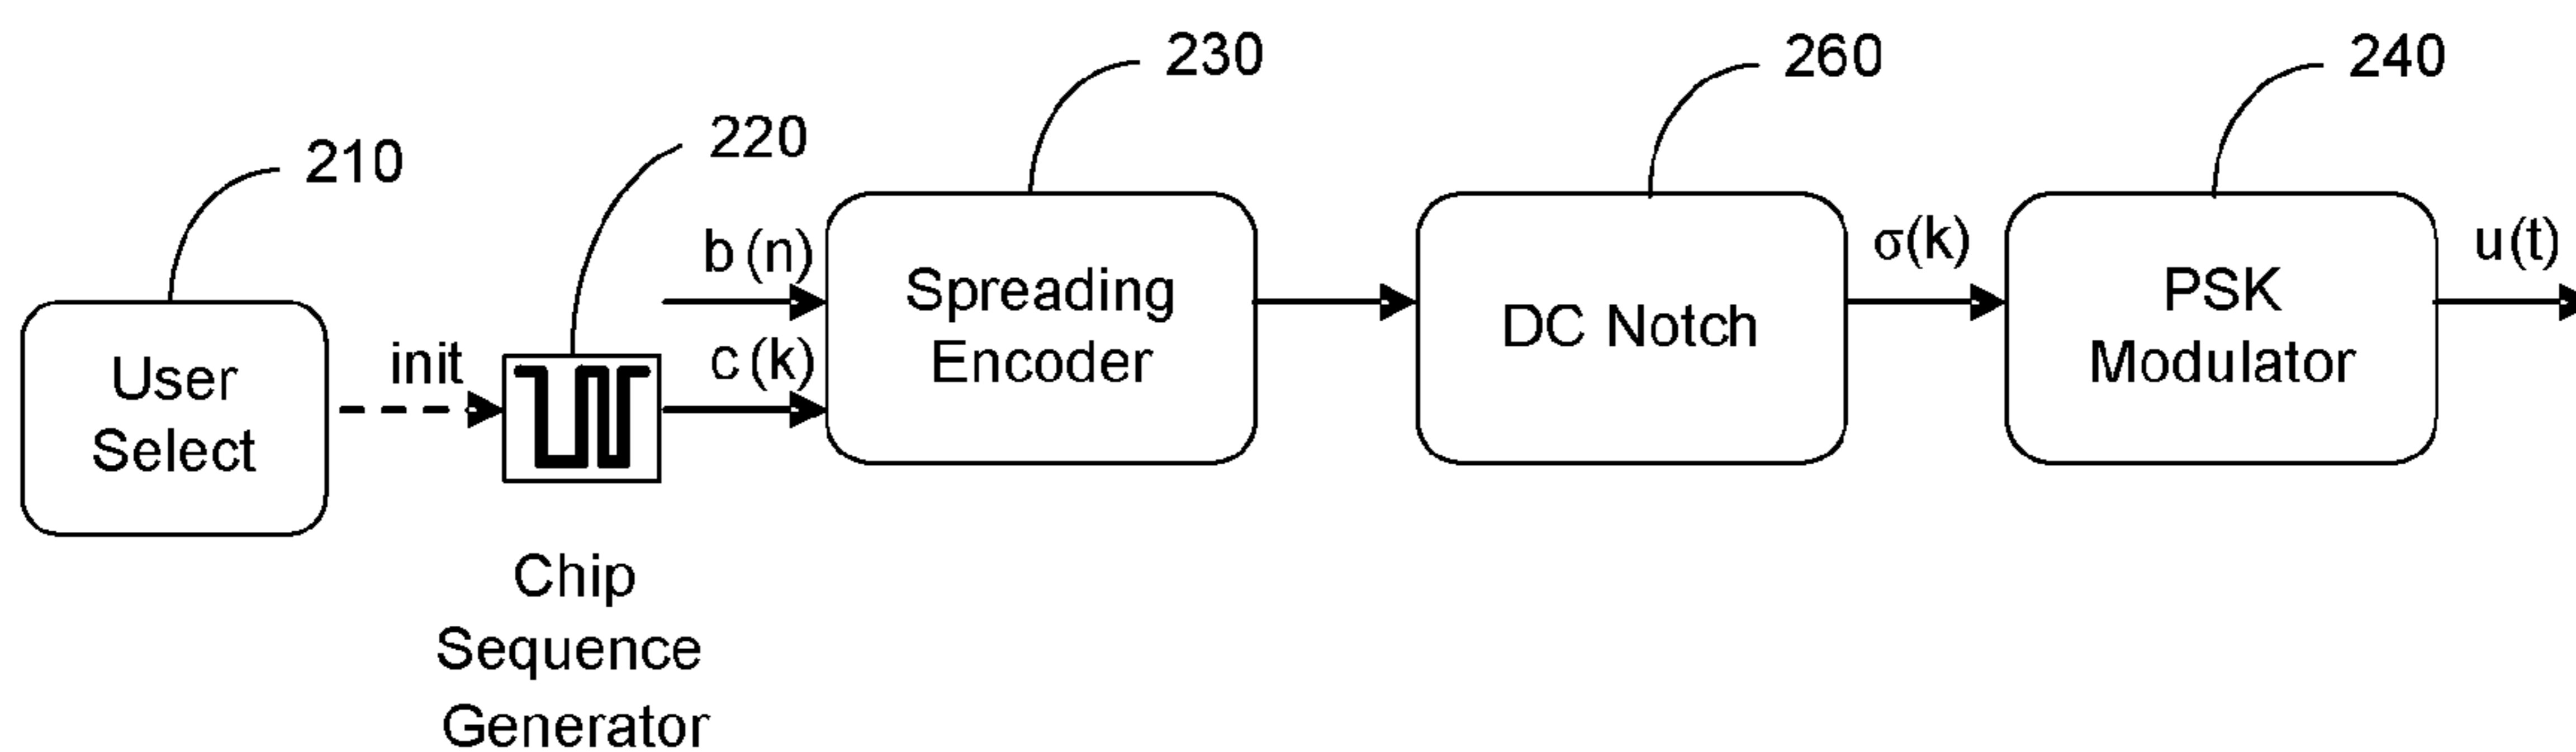 230
260
240
220
210
b (n)
σ(k)
u (t)
Spreading
Encoder
DC Notch
PSK
Modulator
init
c (k)
User
Select
Chip
Sequence
Generator